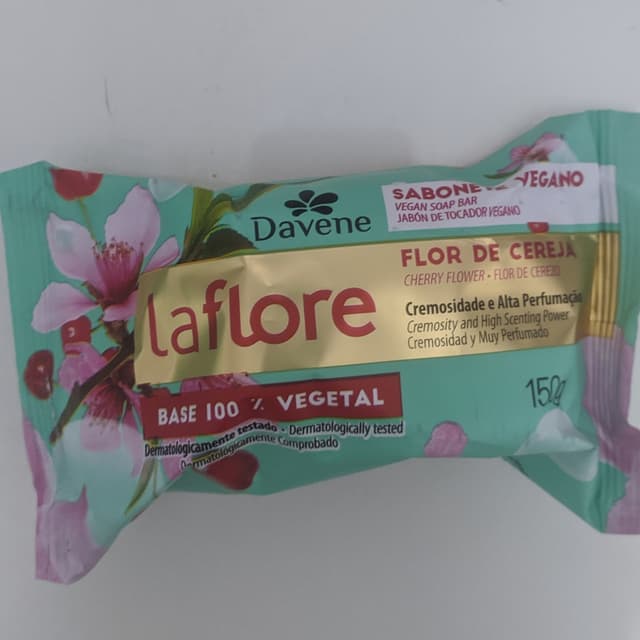 Davene
SABONETE VEGANO
VEGAN SOAP BAR
JABÓN DE TOCADOR VEGANO
laflore
FLOR DE CEREJA
CHERRY FLOWER • FLOR DE CEREZO
Cremosidade e Alta Perfumação
Cremosity and High Scenting Power
Cremosidad y Muy Perfumado
BASE 100 % VEGETAL
Dermatologicamente testado • Dermatologically tested
Dermatológicamente Comprobado
150g